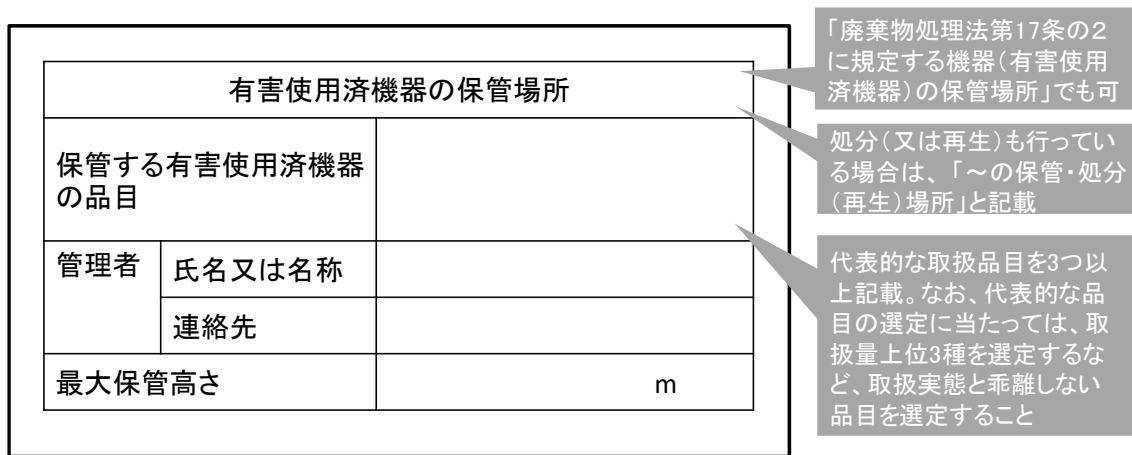 有害使用済機器の保管場所
保管する有害使用済機器
の品目
管理者
氏名又は名称
連絡先
最大保管高さ
m
「廃棄物処理法第17条の２
に規定する機器（有害使用
済機器）の保管場所」でも可
処分（又は再生）も行ってい
る場合は、「～の保管・処分
（再生）場所」と記載
代表的な取扱品目を3つ以
上記載。なお、代表的な品
目の選定に当たっては、取
扱量上位3種を選定するな
ど、取扱実態と乖離しない
品目を選定すること